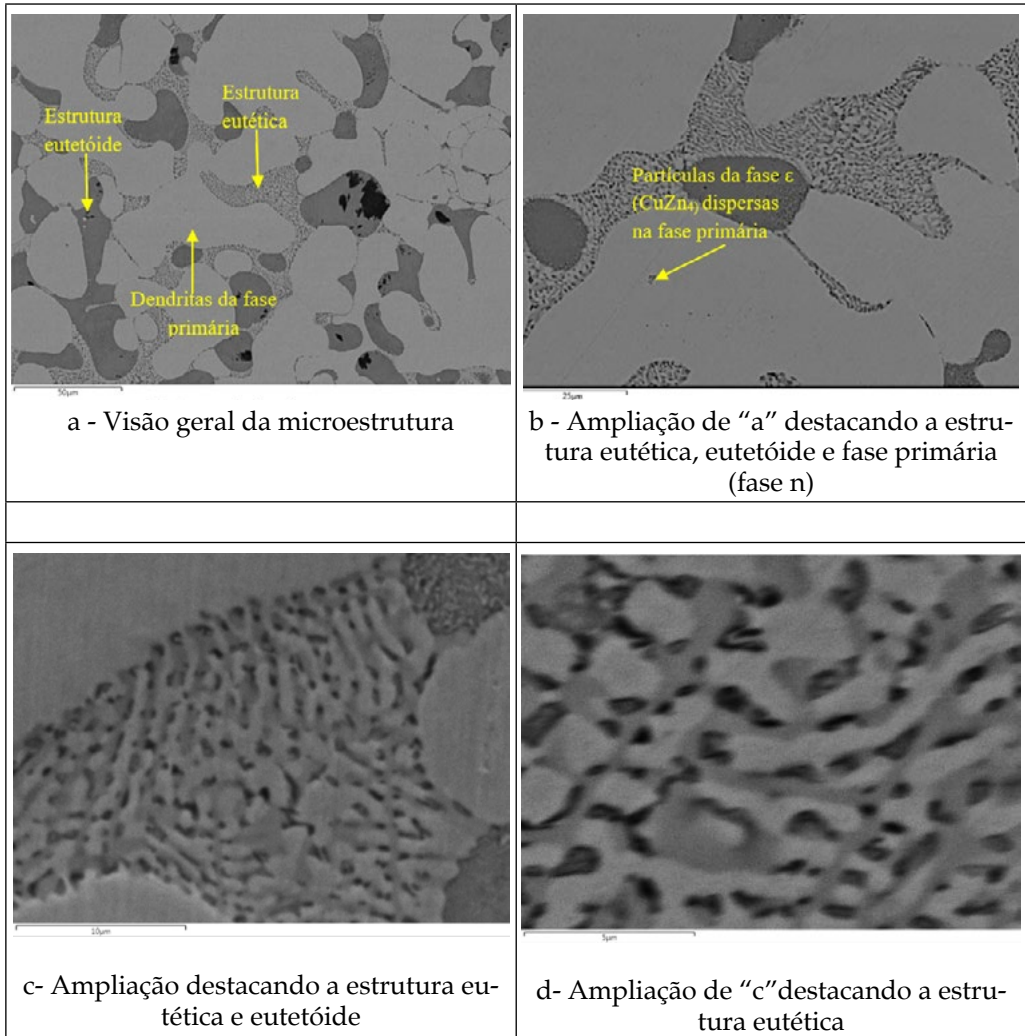 Estrutura
eutetóide
Estrutura
eutética
Dendritas da fase
primária
50µm
a - Visão geral da microestrutura
Partículas da fase ε
(CuZn₄) dispersas
na fase primária
25µm
b - Ampliação de “a” destacando a estru-
tura eutética, eutetóide e fase primária
(fase n)
10µm
c- Ampliação destacando a estrutura eu-
tética e eutetóide
5µm
d- Ampliação de “c”destacando a estru-
tura eutética